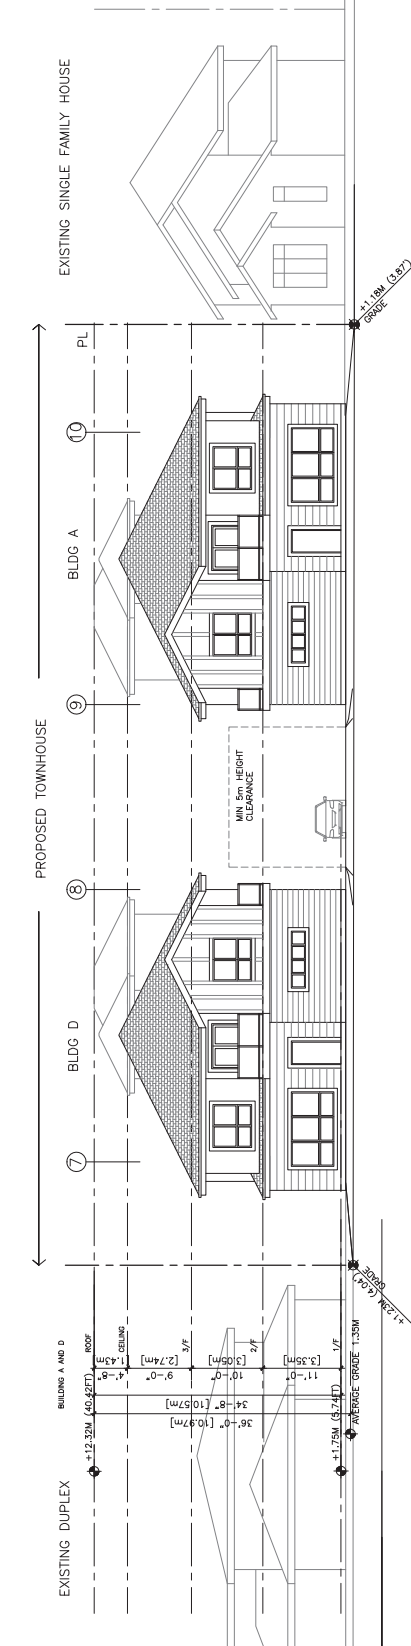 EXISTING SINGLE FAMILY HOUSE
PROPOSED TOWNHOUSE
EXISTING DUPLEX
PL
10
BLDG A
9
8
BLDG D
7
MIN 5m HEIGHT
CLEARANCE
+1.18M (3.87')
GRADE
+1.23M (4.04')
GRADE
BUILDING A AND D
+12.32M (40.42FT)
ROOF
CEILING
3/F
2/F
1/F
4'-8" [1.43m]
9'-0" [2.74m]
10'-0" [3.05m]
11'-0" [3.35m]
34'-8" [10.57m]
36'-0" [10.97m]
+1.75M (5.74FT)
AVERAGE GRADE 1.35M